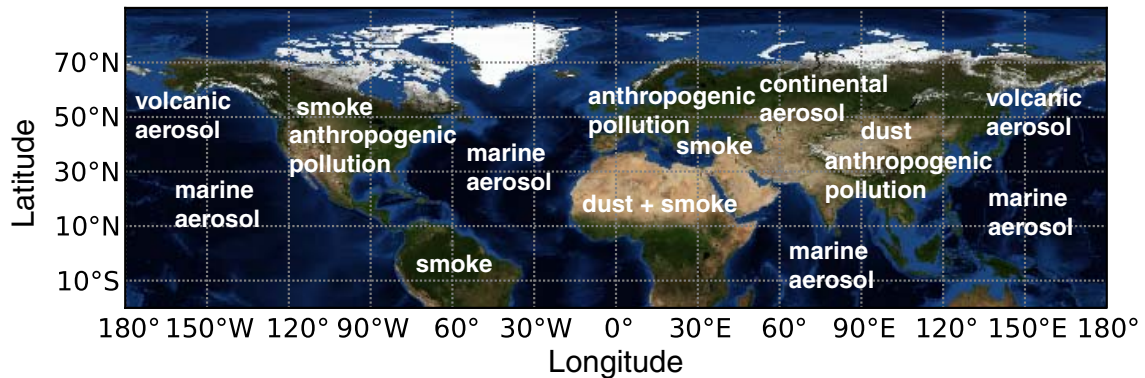 70°N
50°N
30°N
10°N
10°S
Latitude
volcanic
aerosol
smoke
anthropogenic
pollution
marine
aerosol
marine
aerosol
smoke
anthropogenic
pollution
continental
aerosol
smoke
dust
anthropogenic
pollution
volcanic
aerosol
dust + smoke
marine
aerosol
marine
aerosol
180° 150°W 120° 90°W 60° 30°W 0° 30°E 60° 90°E 120° 150°E 180°
Longitude